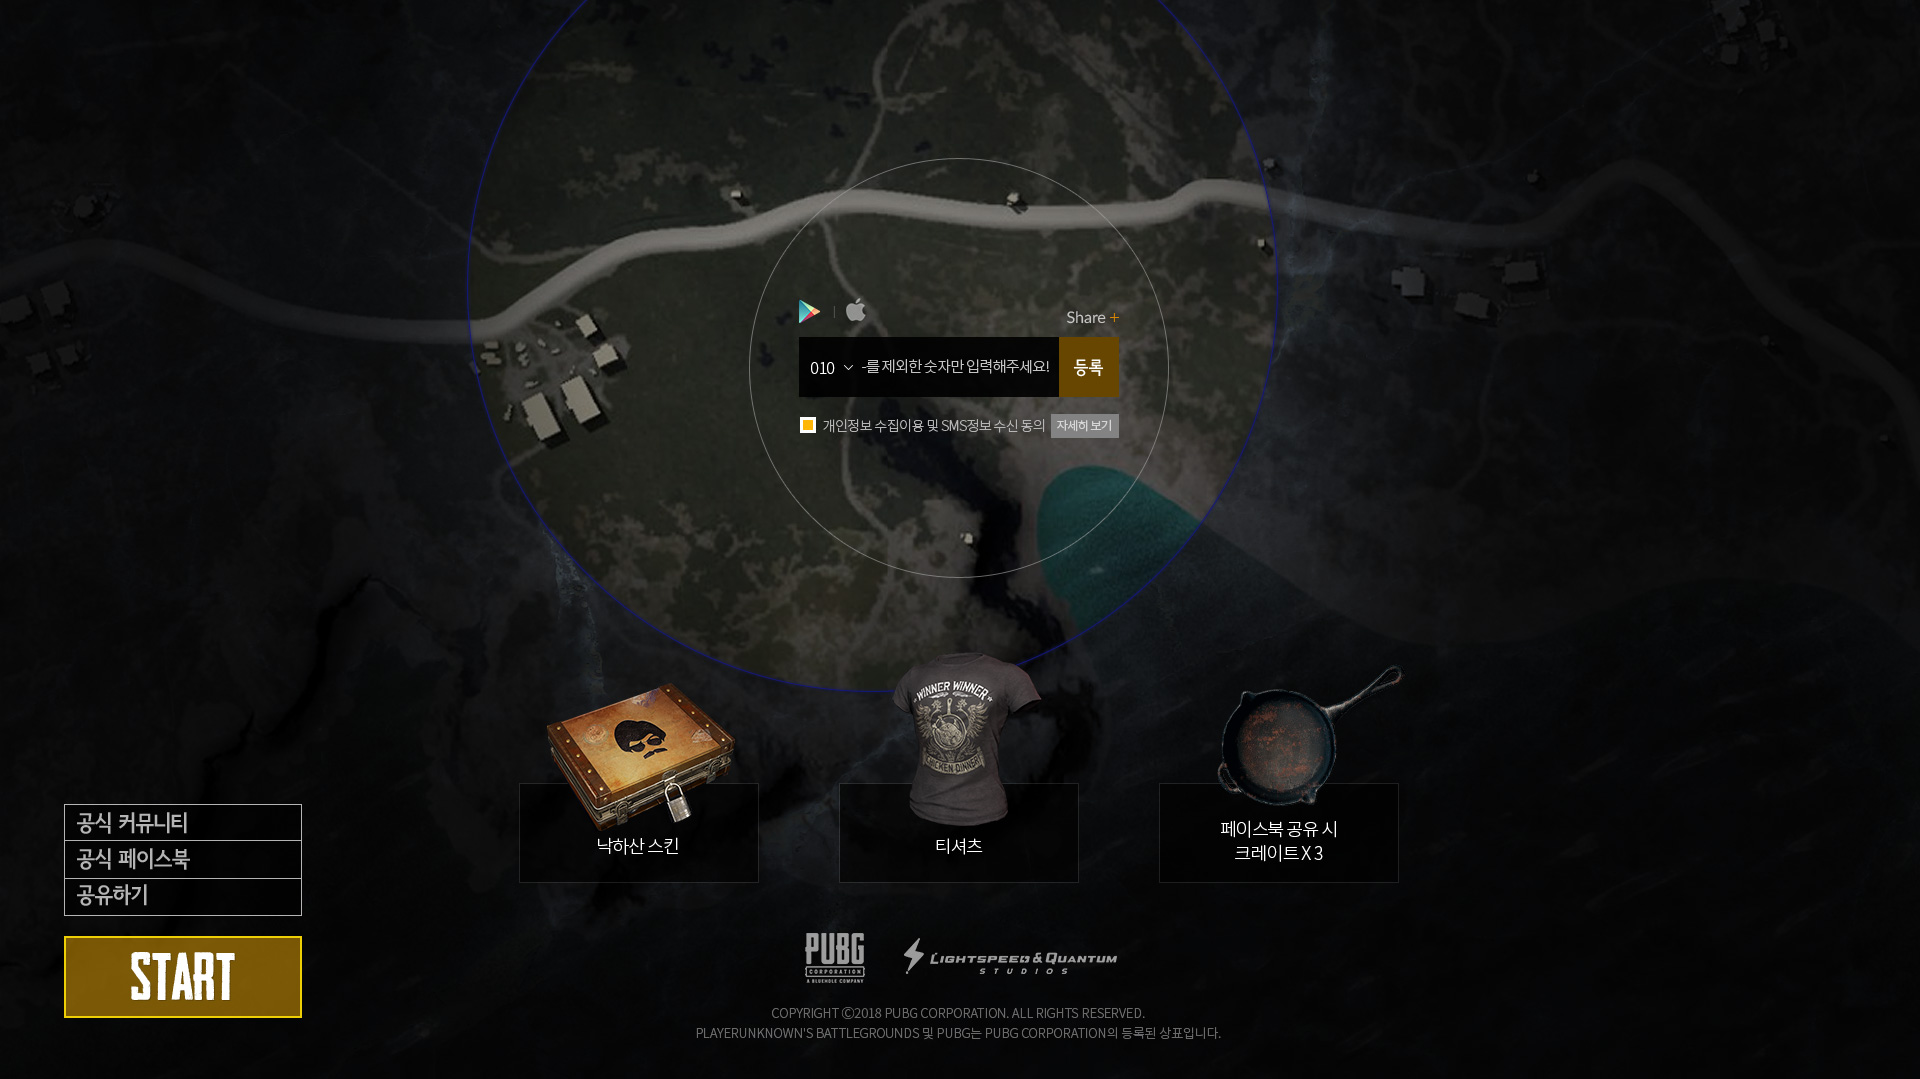 Share +
010
-를 제외한 숫자만 입력해주세요!
등록
개인정보 수집이용 및 SMS정보 수신 동의
자세히 보기
WINNER WINNER
CHICKEN DINNER!
낙하산 스킨
티셔츠
페이스북 공유 시
크레이트 X 3
공식 커뮤니티
공식 페이스북
공유하기
START
PUBG
CORPORATION
A BLUEHOLE COMPANY
LIGHTSPEED & QUANTUM
STUDIOS
COPYRIGHT ⓒ2018 PUBG CORPORATION. ALL RIGHTS RESERVED.
PLAYERUNKNOWN'S BATTLEGROUNDS 및 PUBG는 PUBG CORPORATION의 등록된 상표입니다.